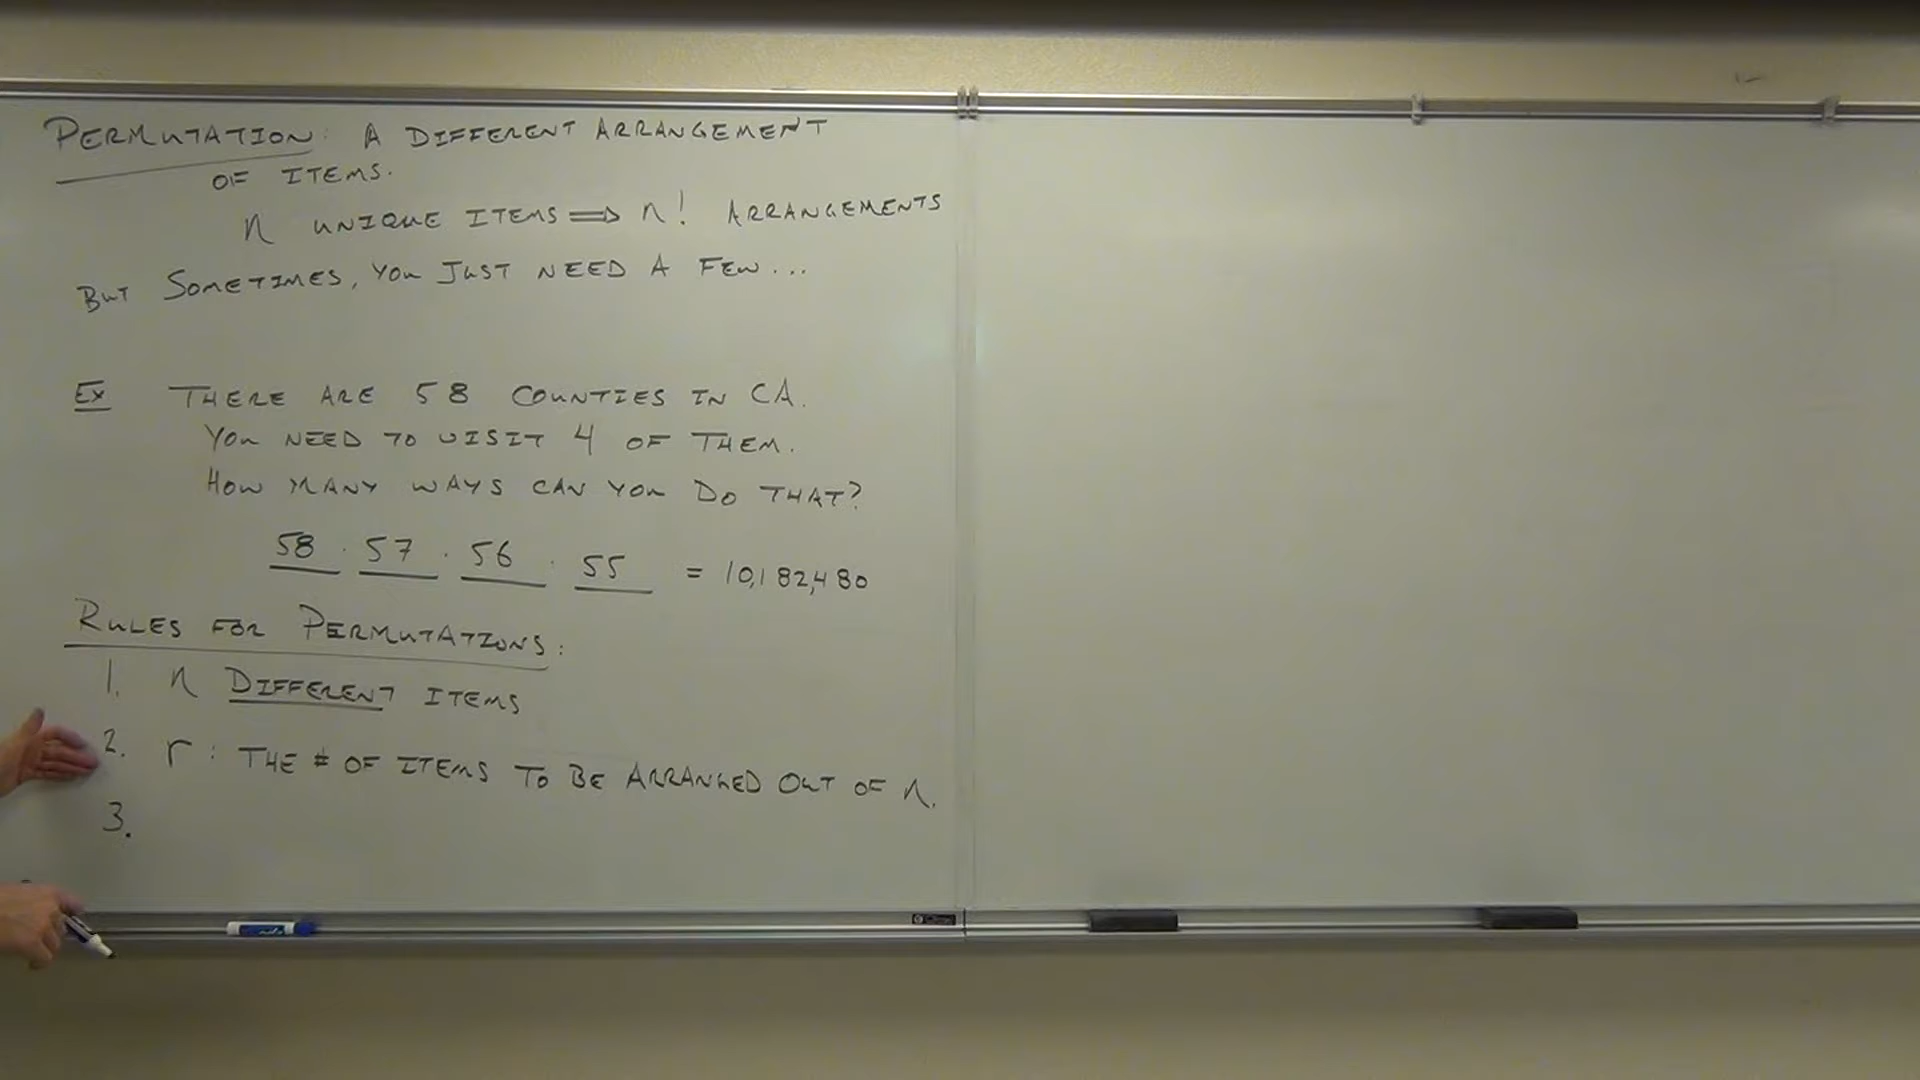 PERMUTATION: A DIFFERENT ARRANGEMENT
OF ITEMS.
n UNIQUE ITEMS ⟹ n! ARRANGEMENTS
BUT SOMETIMES, YOU JUST NEED A FEW...
EX THERE ARE 58 COUNTIES IN CA.
YOU NEED TO VISIT 4 OF THEM.
HOW MANY WAYS CAN YOU DO THAT?
58 · 57 · 56 · 55 = 10,182,480
RULES FOR PERMUTATIONS:
1. n DIFFERENT ITEMS
2. r: THE # OF ITEMS TO BE ARRANGED OUT OF n.
3.